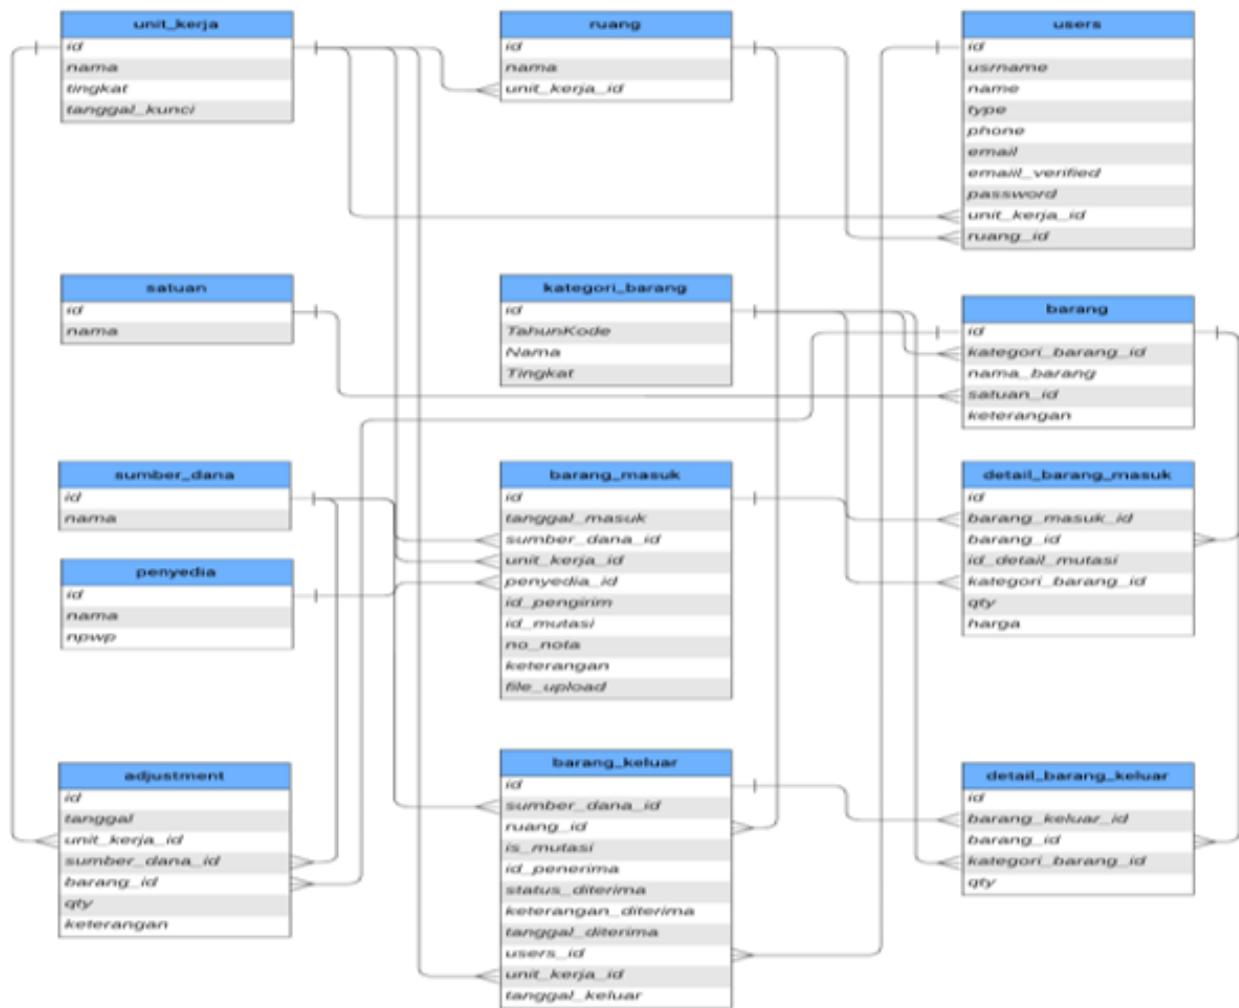 unit_kerja
id
nama
tingkat
tanggal_kunci
ruang
id
nama
unit_kerja_id
users
id
usrname
name
type
phone
email
emaiil_verified
password
unit_kerja_id
ruang_id
satuan
id
nama
kategori_barang
id
TahunKode
Nama
Tingkat
barang
id
kategori_barang_id
nama_barang
satuan_id
keterangan
sumber_dana
id
nama
barang_masuk
id
tanggal_masuk
sumber_dana_id
unit_kerja_id
penyedia_id
id_pengirim
id_mutasi
no_nota
keterangan
file_upload
detail_barang_masuk
id
barang_masuk_id
barang_id
id_detail_mutasi
kategori_barang_id
qty
harga
penyedia
id
nama
npwp
adjustment
id
tanggal
unit_kerja_id
sumber_dana_id
barang_id
qty
keterangan
barang_keluar
id
sumber_dana_id
ruang_id
is_mutasi
id_penerima
status_diterima
keterangan_diterima
tanggal_diterima
users_id
unit_kerja_id
tanggal_keluar
detail_barang_keluar
id
barang_keluar_id
barang_id
kategori_barang_id
qty